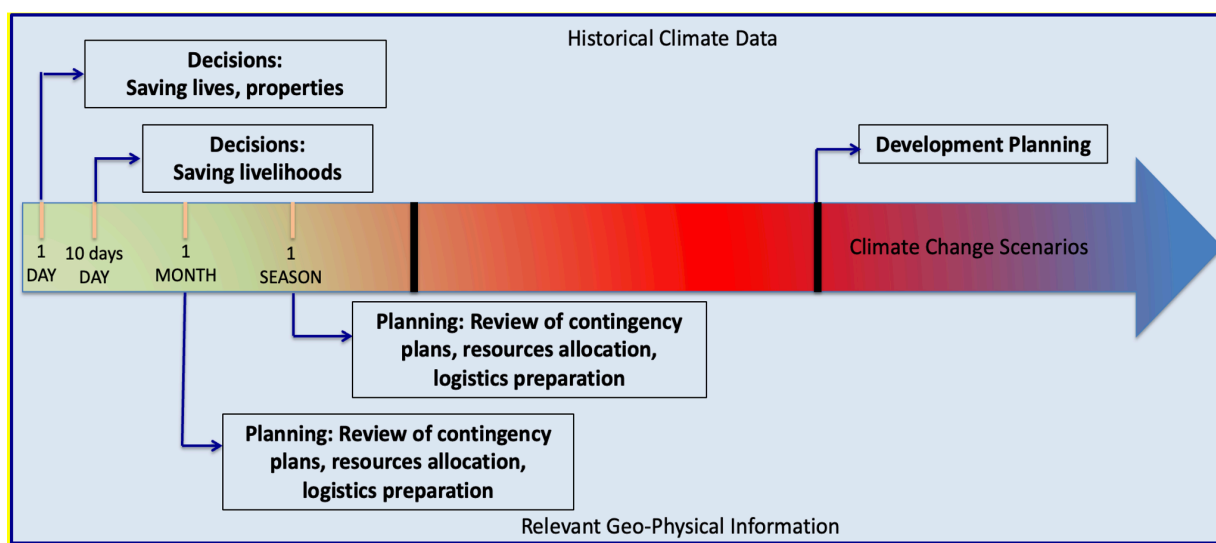 Historical Climate Data
Decisions:
Saving lives, properties
Decisions:
Saving livelihoods
Development Planning
1
DAY
10 days
DAY
1
MONTH
1
SEASON
Climate Change Scenarios
Planning: Review of contingency
plans, resources allocation,
logistics preparation
Planning: Review of contingency
plans, resources allocation,
logistics preparation
Relevant Geo-Physical Information